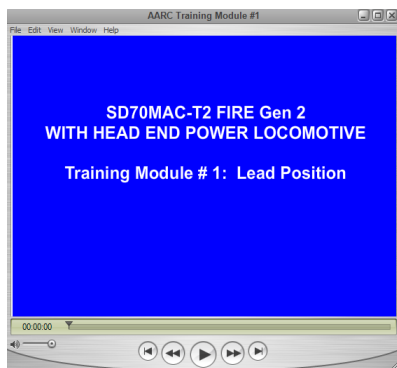 AARC Training Module #1
File Edit View Window Help
SD70MAC-T2 FIRE Gen 2
WITH HEAD END POWER LOCOMOTIVE
Training Module # 1: Lead Position
00:00:00